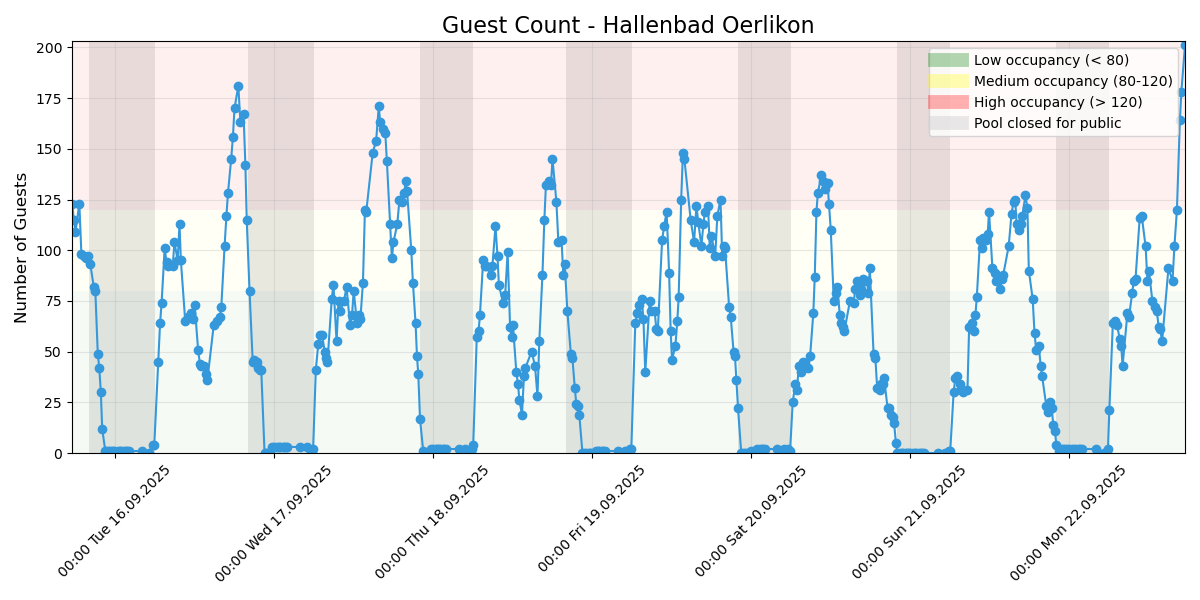 Guest Count - Hallenbad Oerlikon
Number of Guests
200
175
150
125
100
75
50
25
0
Low occupancy (< 80)
Medium occupancy (80-120)
High occupancy (> 120)
Pool closed for public
00:00 Tue 16.09.2025
00:00 Wed 17.09.2025
00:00 Thu 18.09.2025
00:00 Fri 19.09.2025
00:00 Sat 20.09.2025
00:00 Sun 21.09.2025
00:00 Mon 22.09.2025